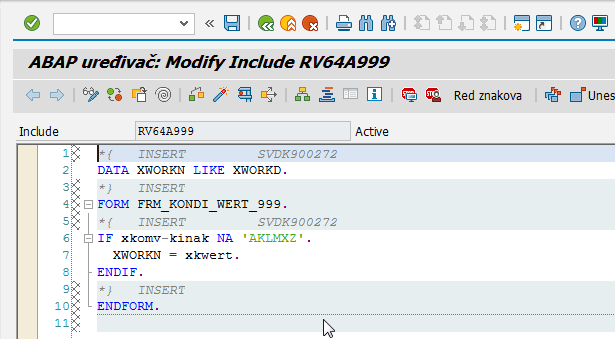 ABAP uređivač: Modify Include RV64A999
Red znakova
Unes
Include RV64A999 Active
1 *{   INSERT         SVDK900272
2 DATA XWORKN LIKE XWORKD.
3 *}   INSERT
4 FORM FRM_KONDI_WERT_999.
5 *{   INSERT         SVDK900272
6 IF xkomv-kinak NA 'AKLMXZ'.
7   XWORKN = xkwert.
8 ENDIF.
9 *}   INSERT
10 ENDFORM.
11